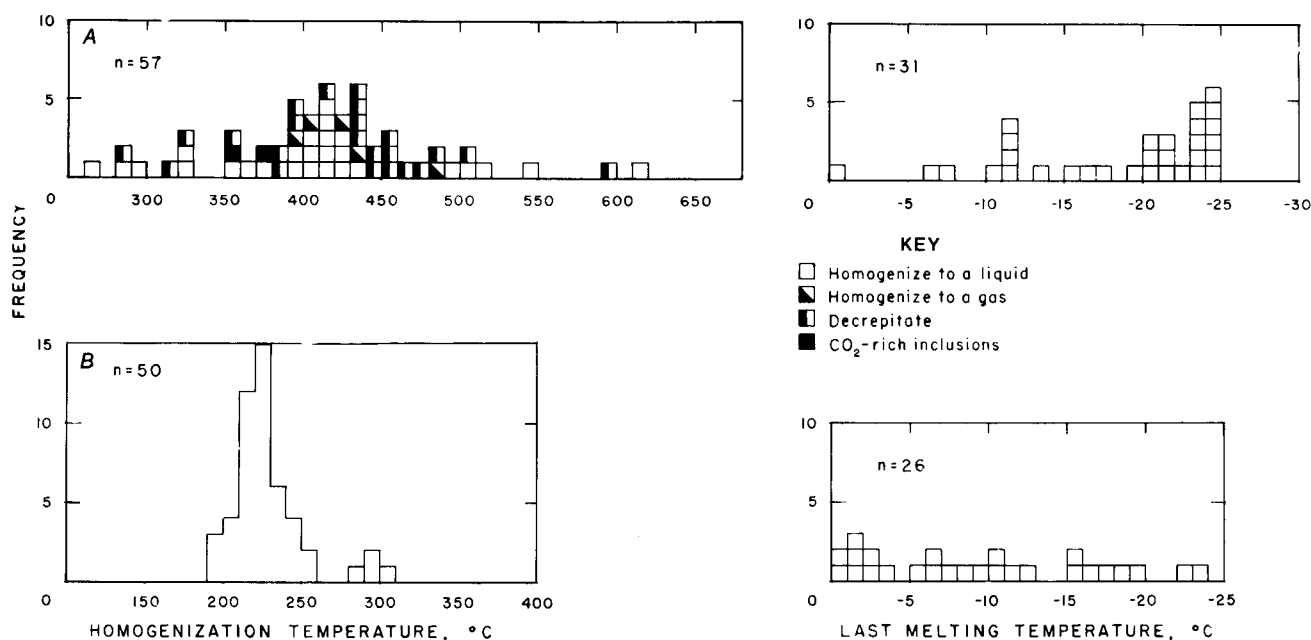 10
A
n=57
5
0
300
350
400
450
500
550
600
650
10
n=31
5
0
-5
-10
-15
-20
-25
-30
KEY
Homogenize to a liquid
Homogenize to a gas
Decrepitate
CO₂-rich inclusions
FREQUENCY
15
B
n=50
10
5
0
150
200
250
300
350
400
HOMOGENIZATION TEMPERATURE, °C
10
n=26
5
0
-5
-10
-15
-20
-25
LAST MELTING TEMPERATURE, °C